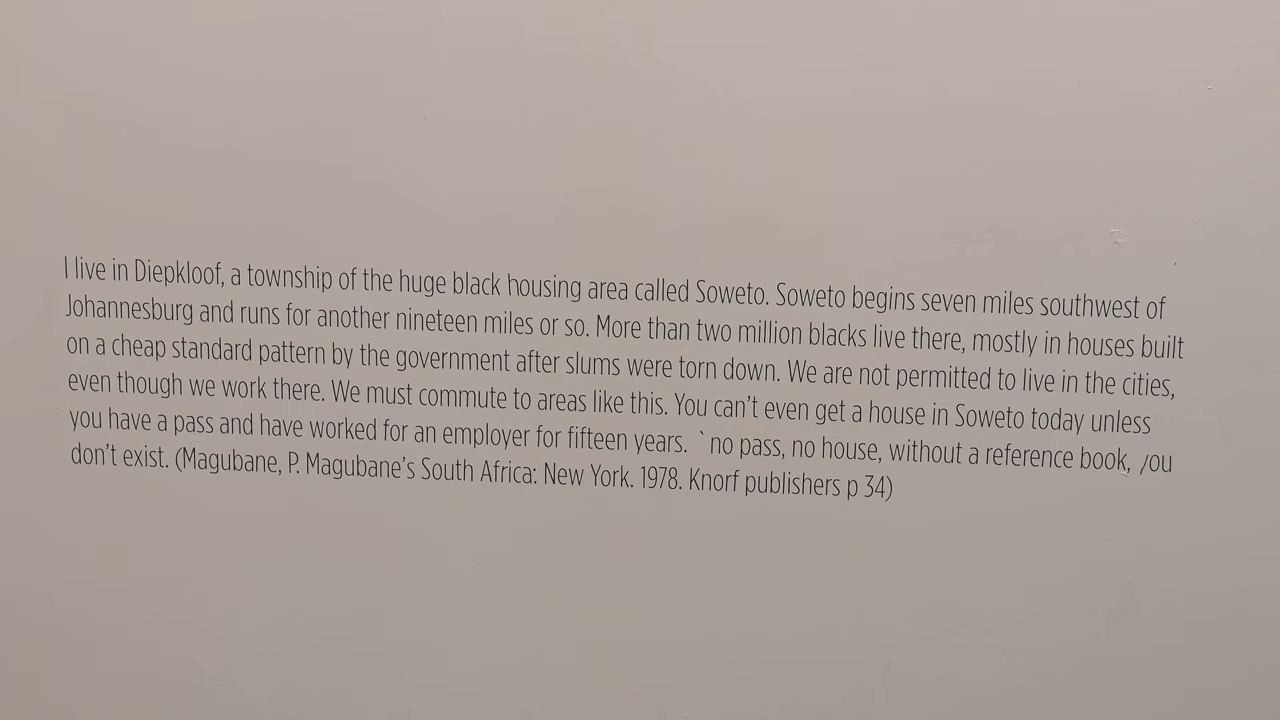 I live in Diepkloof, a township of the huge black housing area called Soweto. Soweto begins seven miles southwest of
Johannesburg and runs for another nineteen miles or so. More than two million blacks live there, mostly in houses built
on a cheap standard pattern by the government after slums were torn down. We are not permitted to live in the cities,
even though we work there. We must commute to areas like this. You can't even get a house in Soweto today unless
you have a pass and have worked for an employer for fifteen years. `no pass, no house, without a reference book, /ou
don't exist. (Magubane, P. Magubane's South Africa: New York. 1978. Knorf publishers p 34)